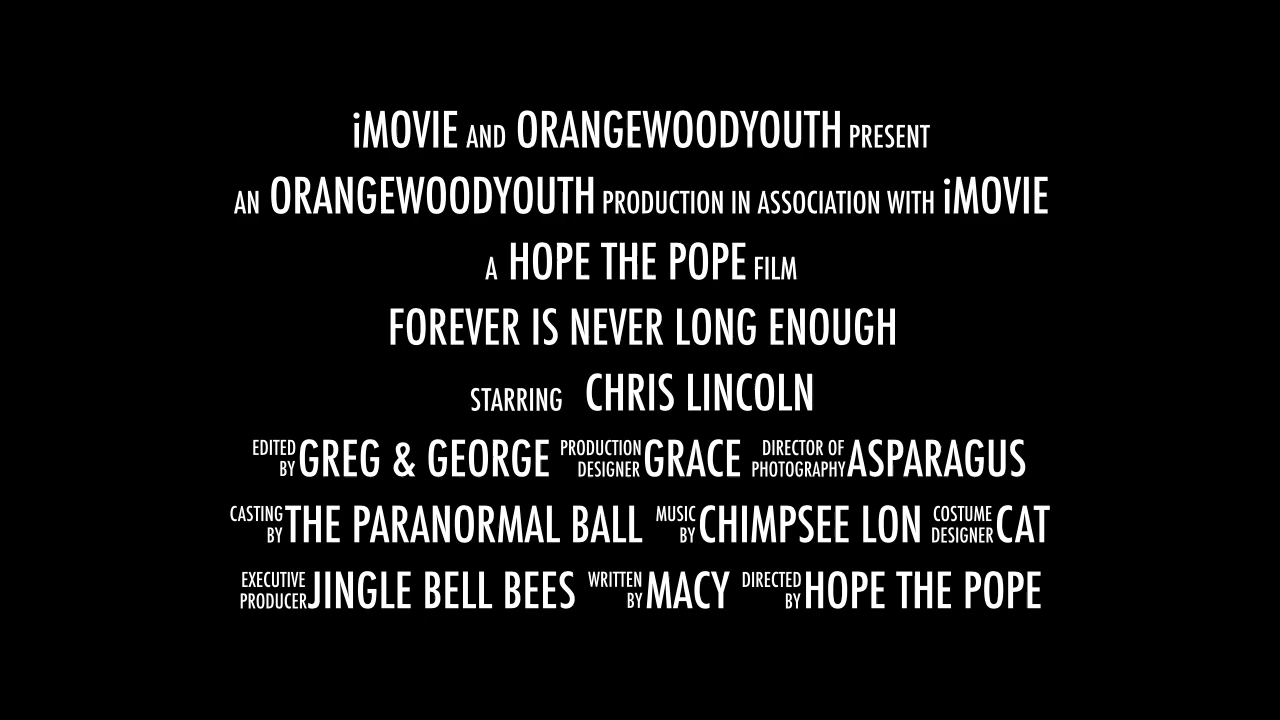 iMOVIE AND ORANGEWOODYOUTH PRESENT
AN ORANGEWOODYOUTH PRODUCTION IN ASSOCIATION WITH iMOVIE
A HOPE THE POPE FILM
FOREVER IS NEVER LONG ENOUGH
STARRING CHRIS LINCOLN
EDITED BY GREG & GEORGE PRODUCTION DESIGNER GRACE DIRECTOR OF PHOTOGRAPHY ASPARAGUS
CASTING BY THE PARANORMAL BALL MUSIC BY CHIMPSEE LON COSTUME DESIGNER CAT
EXECUTIVE PRODUCER JINGLE BELL BEES WRITTEN BY MACY DIRECTED BY HOPE THE POPE